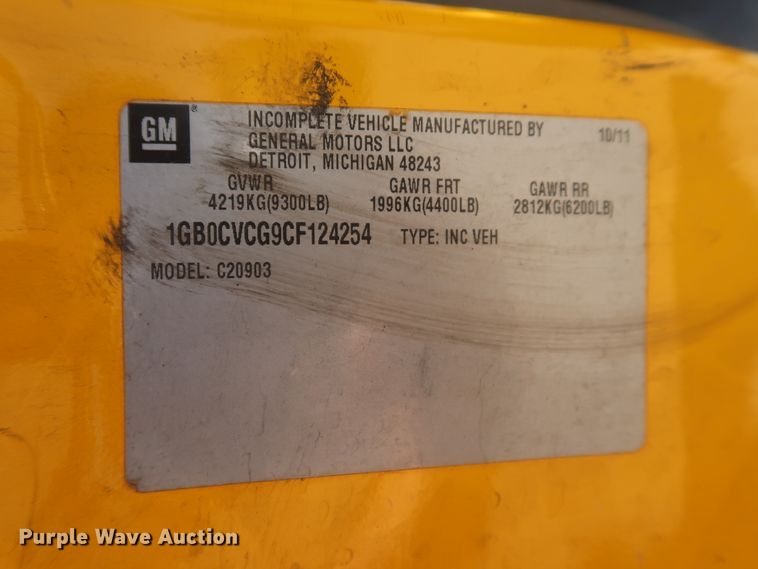 GM ® INCOMPLETE VEHICLE MANUFACTURED BY 10/11
GENERAL MOTORS LLC
DETROIT, MICHIGAN 48243
GVWR GAWR FRT GAWR RR
4219KG(9300LB) 1996KG(4400LB) 2812KG(6200LB)
1GB0CVCG9CF124254 TYPE: INC VEH
MODEL: C20903
Purple Wave Auction